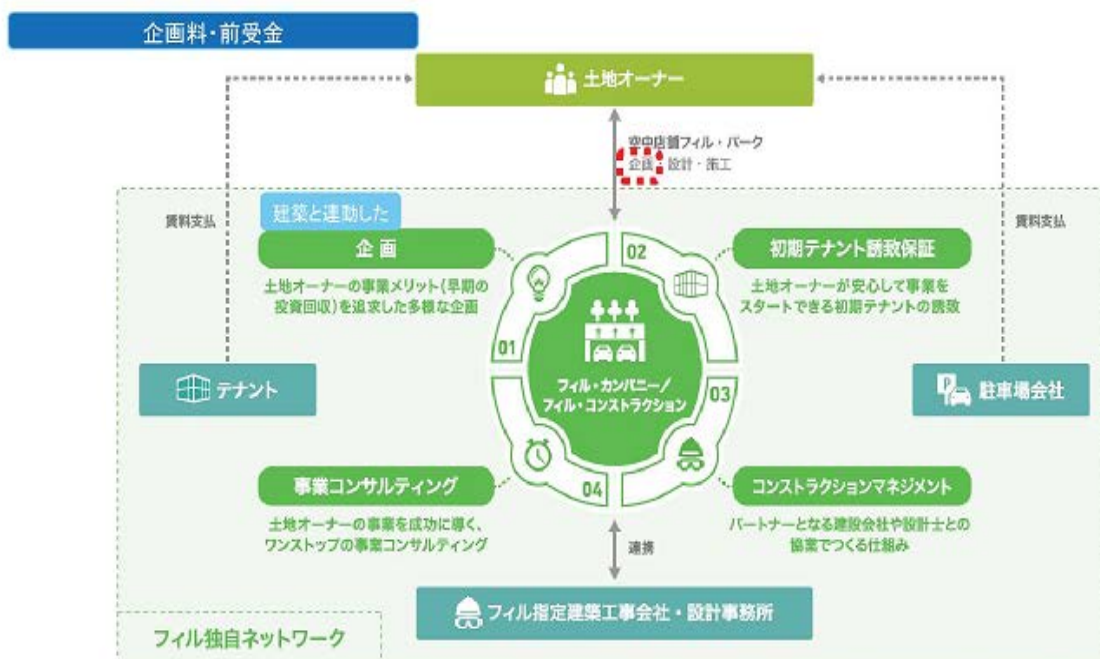 企画料・前受金
土地オーナー
空中店舗フィル・パーク
企画・設計・施工
賃料支払
賃料支払
建築と連動した
企画
土地オーナーの事業メリット(早期の
投資回収)を追求した多様な企画
01
02
初期テナント誘致保証
土地オーナーが安心して事業を
スタートできる初期テナントの誘致
テナント
フィル・カンパニー/
フィル・コンストラクション
03
P
駐車場会社
事業コンサルティング
土地オーナーの事業を成功に導く、
ワンストップの事業コンサルティング
04
コンストラクションマネジメント
パートナーとなる建設会社や設計士との
協業でつくる仕組み
連携
フィル指定建築工事会社・設計事務所
フィル独自ネットワーク